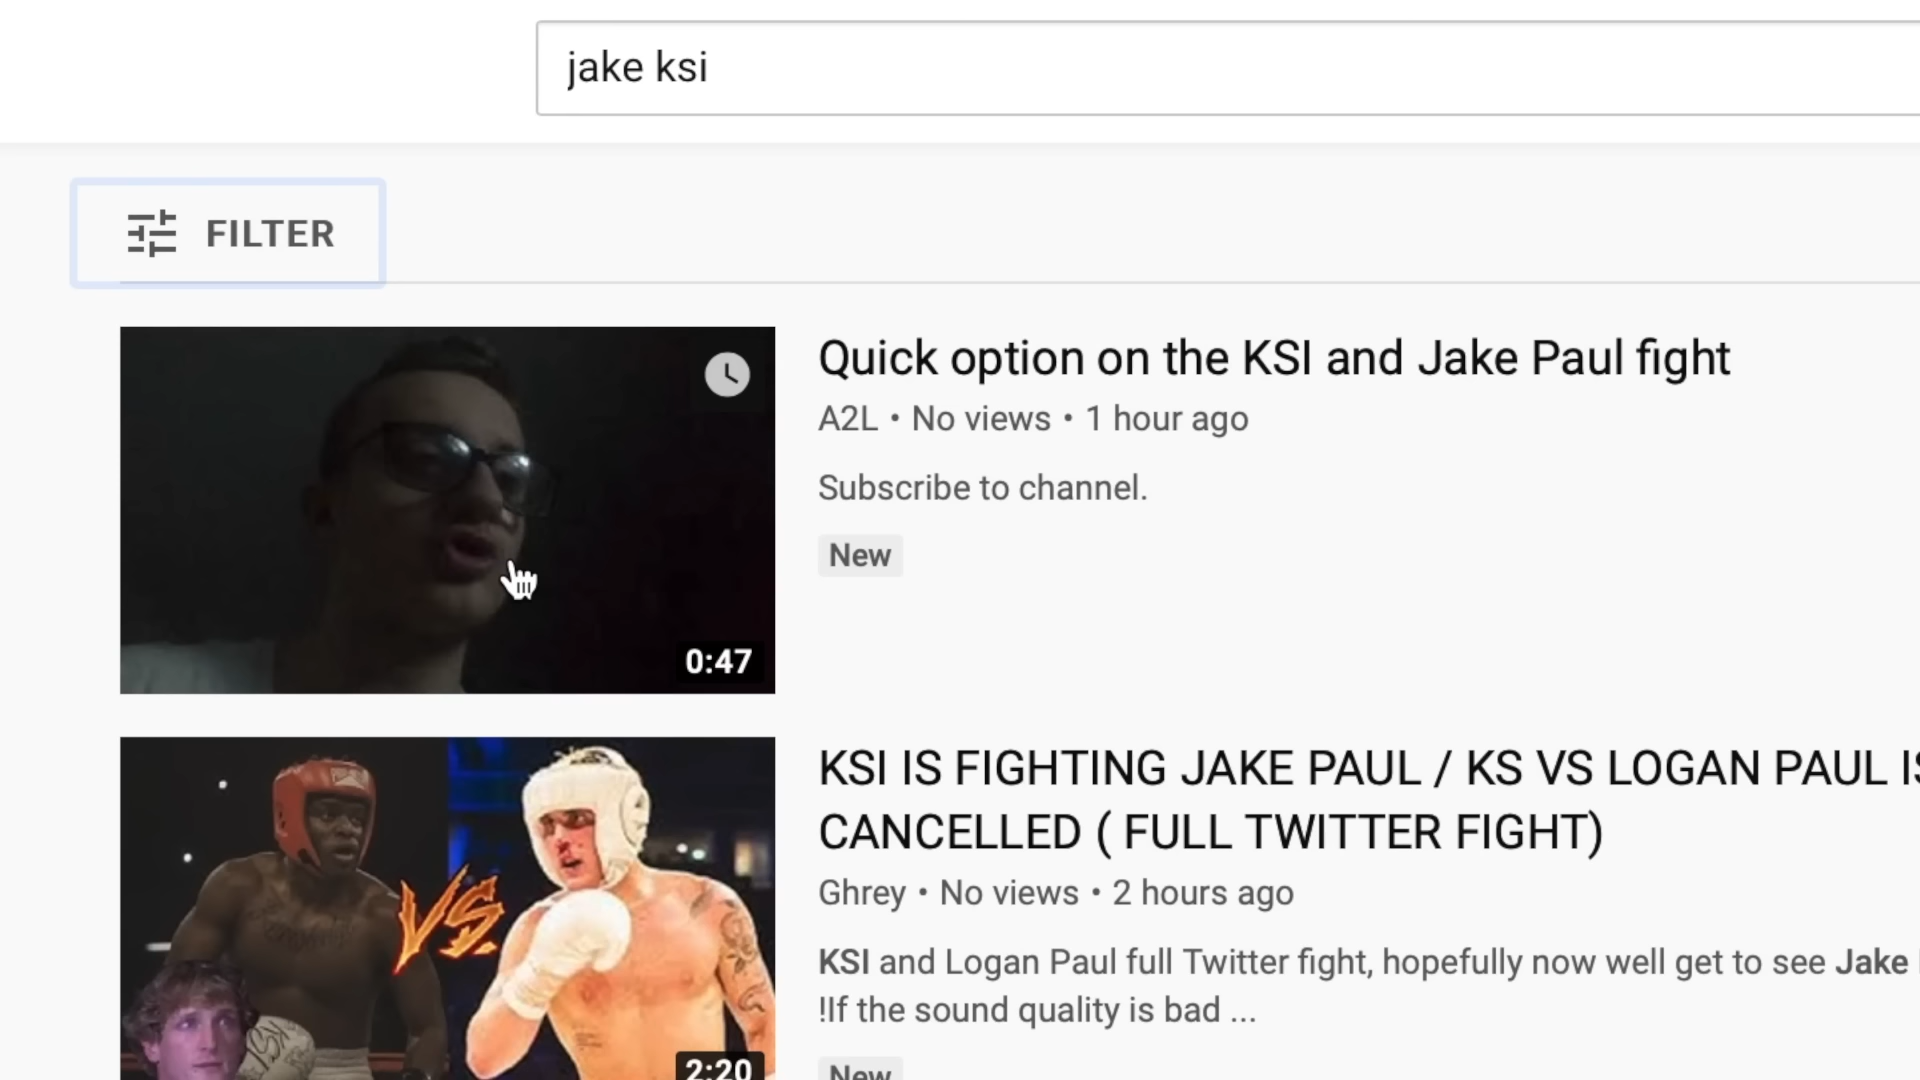 jake ksi
FILTER
Quick option on the KSI and Jake Paul fight
A2L • No views • 1 hour ago
Subscribe to channel.
New
0:47
KSI IS FIGHTING JAKE PAUL / KS VS LOGAN PAUL IS
CANCELLED ( FULL TWITTER FIGHT)
Ghrey • No views • 2 hours ago
KSI and Logan Paul full Twitter fight, hopefully now well get to see Jake
!If the sound quality is bad ...
New
VS.
2:20